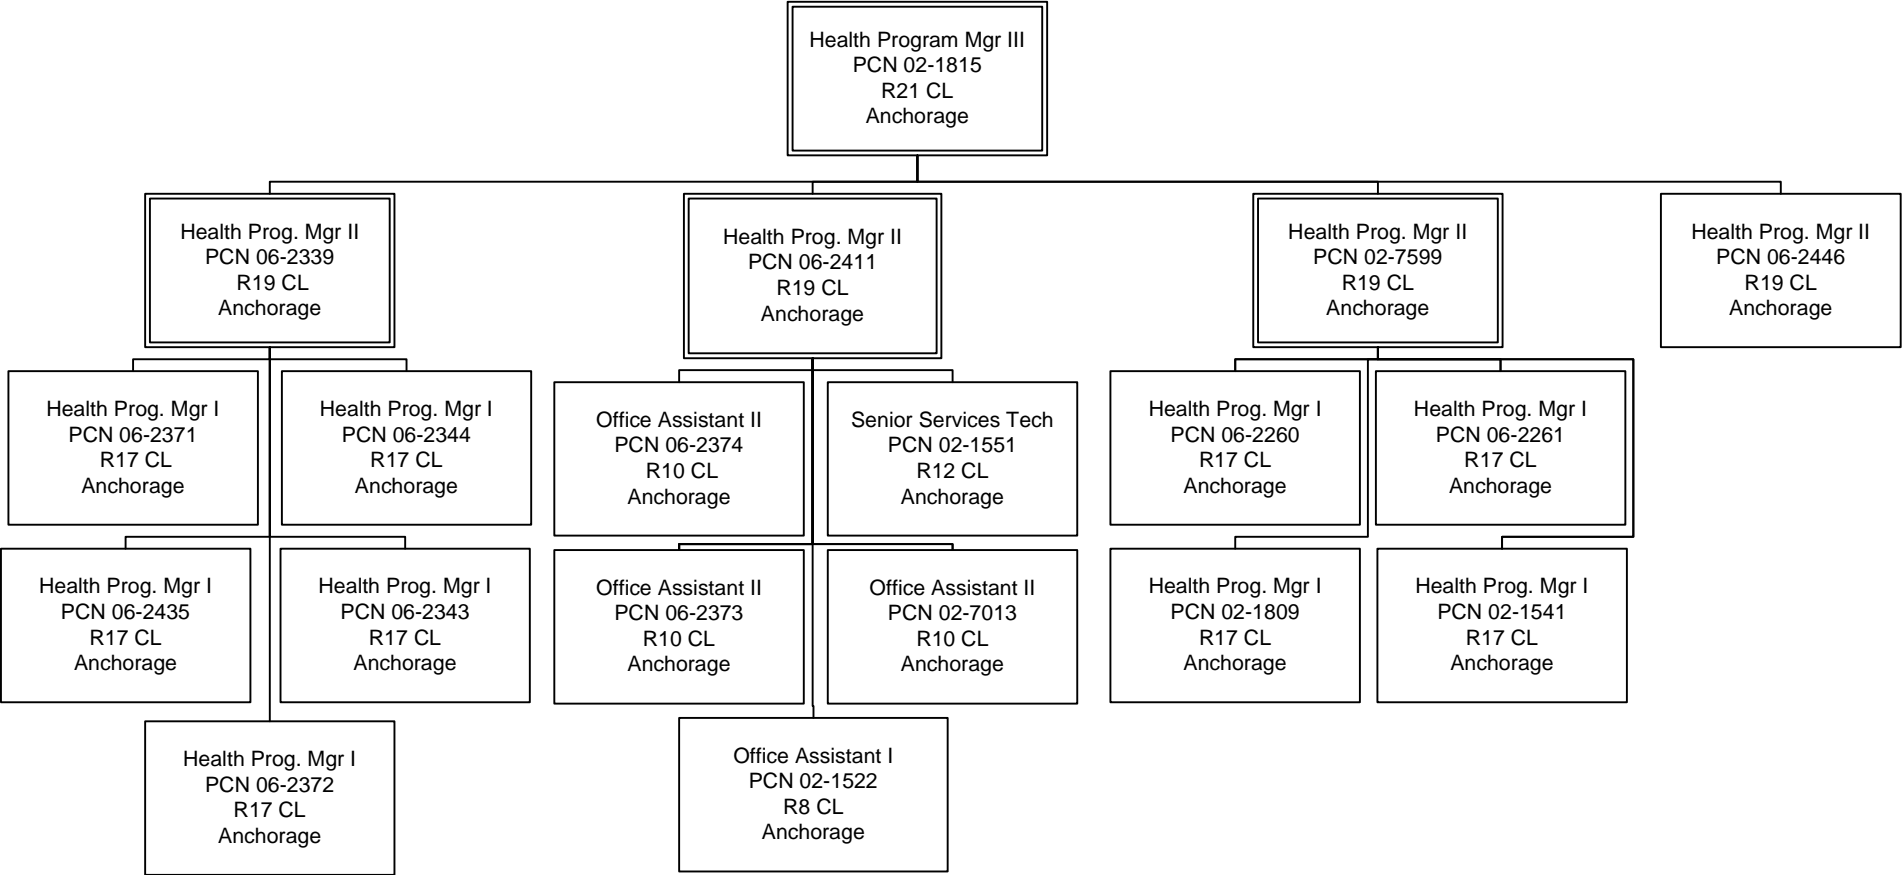 Health Program Mgr III
PCN 02-1815
R21 CL
Anchorage
Health Prog. Mgr II
PCN 06-2339
R19 CL
Anchorage
Health Prog. Mgr II
PCN 06-2411
R19 CL
Anchorage
Health Prog. Mgr II
PCN 02-7599
R19 CL
Anchorage
Health Prog. Mgr II
PCN 06-2446
R19 CL
Anchorage
Health Prog. Mgr I
PCN 06-2371
R17 CL
Anchorage
Health Prog. Mgr I
PCN 06-2344
R17 CL
Anchorage
Office Assistant II
PCN 06-2374
R10 CL
Anchorage
Senior Services Tech
PCN 02-1551
R12 CL
Anchorage
Health Prog. Mgr I
PCN 06-2260
R17 CL
Anchorage
Health Prog. Mgr I
PCN 06-2261
R17 CL
Anchorage
Health Prog. Mgr I
PCN 06-2435
R17 CL
Anchorage
Health Prog. Mgr I
PCN 06-2343
R17 CL
Anchorage
Office Assistant II
PCN 06-2373
R10 CL
Anchorage
Office Assistant II
PCN 02-7013
R10 CL
Anchorage
Health Prog. Mgr I
PCN 02-1809
R17 CL
Anchorage
Health Prog. Mgr I
PCN 02-1541
R17 CL
Anchorage
Health Prog. Mgr I
PCN 06-2372
R17 CL
Anchorage
Office Assistant I
PCN 02-1522
R8 CL
Anchorage